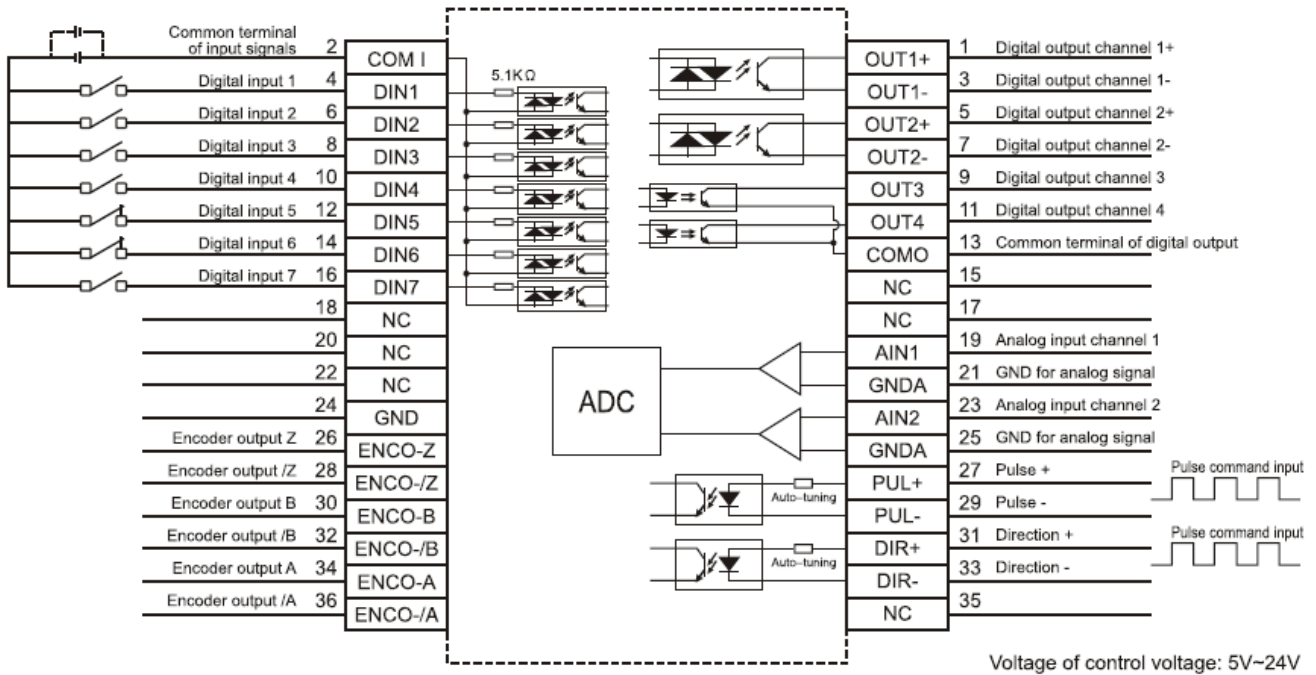 Common terminal
of input signals 2 COM I
Digital input 1 4 DIN1
Digital input 2 6 DIN2
Digital input 3 8 DIN3
Digital input 4 10 DIN4
Digital input 5 12 DIN5
Digital input 6 14 DIN6
Digital input 7 16 DIN7
18 NC
20 NC
22 NC
24 GND
Encoder output Z 26 ENCO-Z
Encoder output /Z 28 ENCO-/Z
Encoder output B 30 ENCO-B
Encoder output /B 32 ENCO-/B
Encoder output A 34 ENCO-A
Encoder output /A 36 ENCO-/A
5.1KΩ
ADC
Auto-tuning
Auto-tuning
OUT1+ 1 Digital output channel 1+
OUT1- 3 Digital output channel 1-
OUT2+ 5 Digital output channel 2+
OUT2- 7 Digital output channel 2-
OUT3 9 Digital output channel 3
OUT4 11 Digital output channel 4
COMO 13 Common terminal of digital output
NC 15
NC 17
AIN1 19 Analog input channel 1
GNDA 21 GND for analog signal
AIN2 23 Analog input channel 2
GNDA 25 GND for analog signal
PUL+ 27 Pulse + Pulse command input
PUL- 29 Pulse -
DIR+ 31 Direction + Pulse command input
DIR- 33 Direction -
NC 35
Voltage of control voltage: 5V~24V